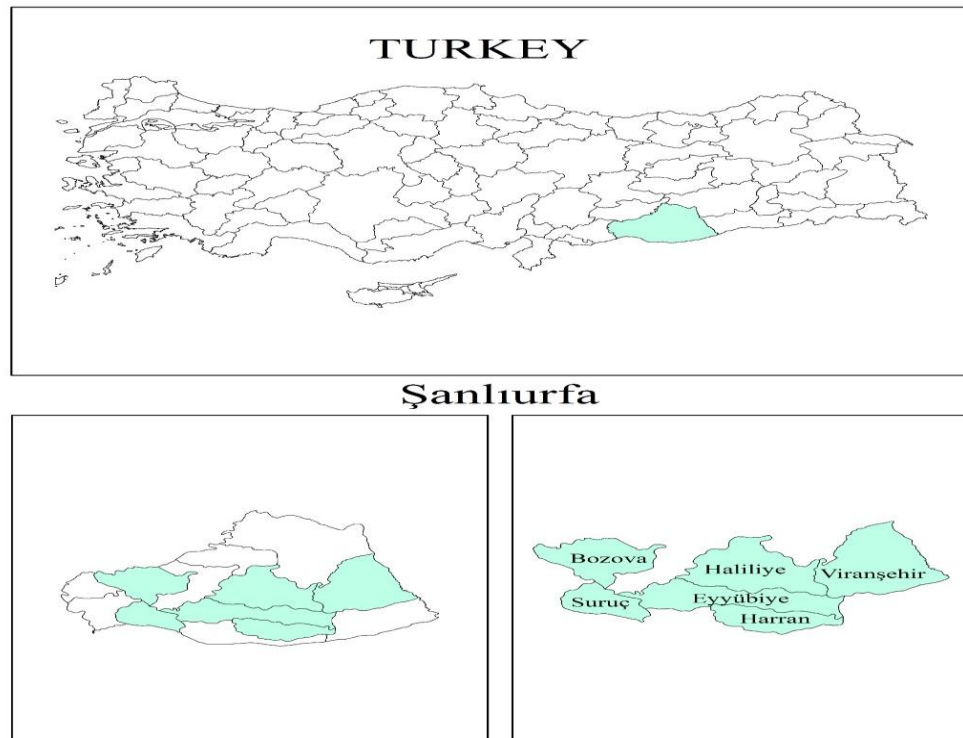 TURKEY
Şanlıurfa
Bozova
Haliliye
Viranşehir
Suruç
Eyyübiye
Harran